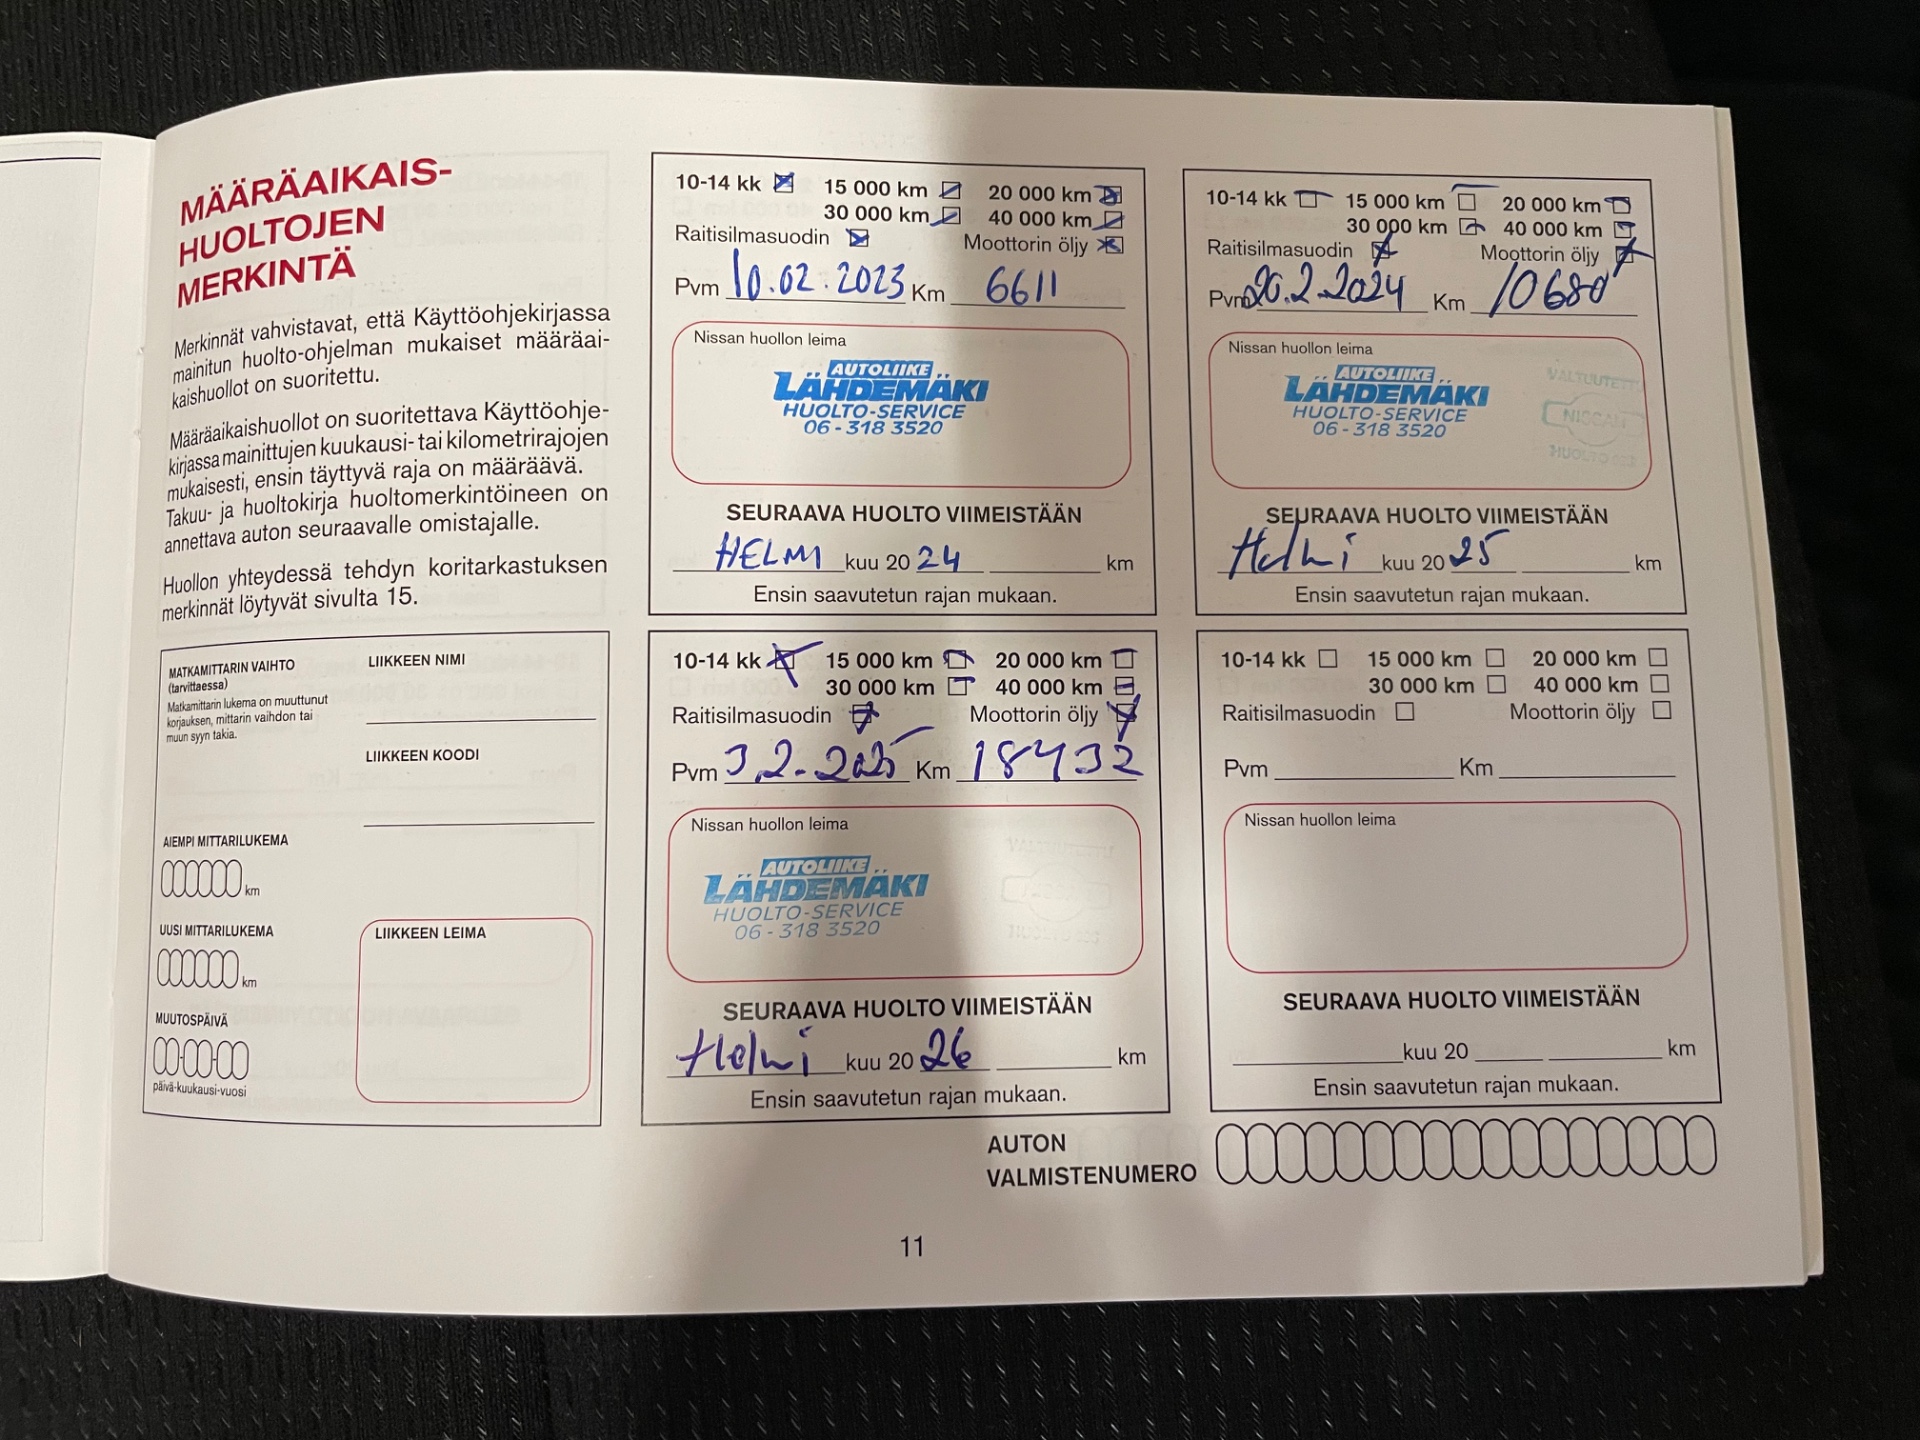 MÄÄRÄAIKAIS-
HUOLTOJEN
MERKINTÄ
Merkinnät vahvistavat, että Käyttöohjekirjassa
mainitun huolto-ohjelman mukaiset määräai-
kaishuollot on suoritettu.
Määräaikaishuollot on suoritettava Käyttöohje-
kirjassa mainittujen kuukausi- tai kilometrirajojen
mukaisesti, ensin täyttyvä raja on määräävä.
Takuu- ja huoltokirja huoltomerkintöineen on
annettava auton seuraavalle omistajalle.
Huollon yhteydessä tehdyn koritarkastuksen
merkinnät löytyvät sivulta 15.
MATKAMITTARIN VAIHTO
(tarvittaessa)
Matkamittarin lukema on muuttunut
korjauksen, mittarin vaihdon tai
muun syyn takia.
LIIKKEEN NIMI
LIIKKEEN KOODI
AIEMPI MITTARILUKEMA
km
UUSI MITTARILUKEMA
km
MUUTOSPÄIVÄ
päivä-kuukausi-vuosi
LIIKKEEN LEIMA
10-14 kk 15 000 km 20 000 km
30 000 km 40 000 km
Raitisilmasuodin Moottorin öljy
Pvm 10.02.2023 Km 6611
Nissan huollon leima
AUTOLIIKE
LÄHDEMÄKI
HUOLTO-SERVICE
06-318 3520
SEURAAVA HUOLTO VIIMEISTÄÄN
HELMI kuu 20 24 km
Ensin saavutetun rajan mukaan.
10-14 kk 15 000 km 20 000 km
30 000 km 40 000 km
Raitisilmasuodin Moottorin öljy
Pvm 20.2.2024 Km 10680
Nissan huollon leima
AUTOLIIKE
LÄHDEMÄKI
HUOLTO-SERVICE
06-318 3520
VALTUUTETTU
NISSAN
SEURAAVA HUOLTO VIIMEISTÄÄN
Helmi kuu 20 25 km
Ensin saavutetun rajan mukaan.
10-14 kk 15 000 km 20 000 km
30 000 km 40 000 km
Raitisilmasuodin Moottorin öljy
Pvm 3.2.2025 Km 18432
Nissan huollon leima
AUTOLIIKE
LÄHDEMÄKI
HUOLTO-SERVICE
06-318 3520
SEURAAVA HUOLTO VIIMEISTÄÄN
Helmi kuu 20 26 km
Ensin saavutetun rajan mukaan.
10-14 kk 15 000 km 20 000 km
30 000 km 40 000 km
Raitisilmasuodin Moottorin öljy
Pvm Km
Nissan huollon leima
SEURAAVA HUOLTO VIIMEISTÄÄN
kuu 20 km
Ensin saavutetun rajan mukaan.
AUTON
VALMISTENUMERO
11